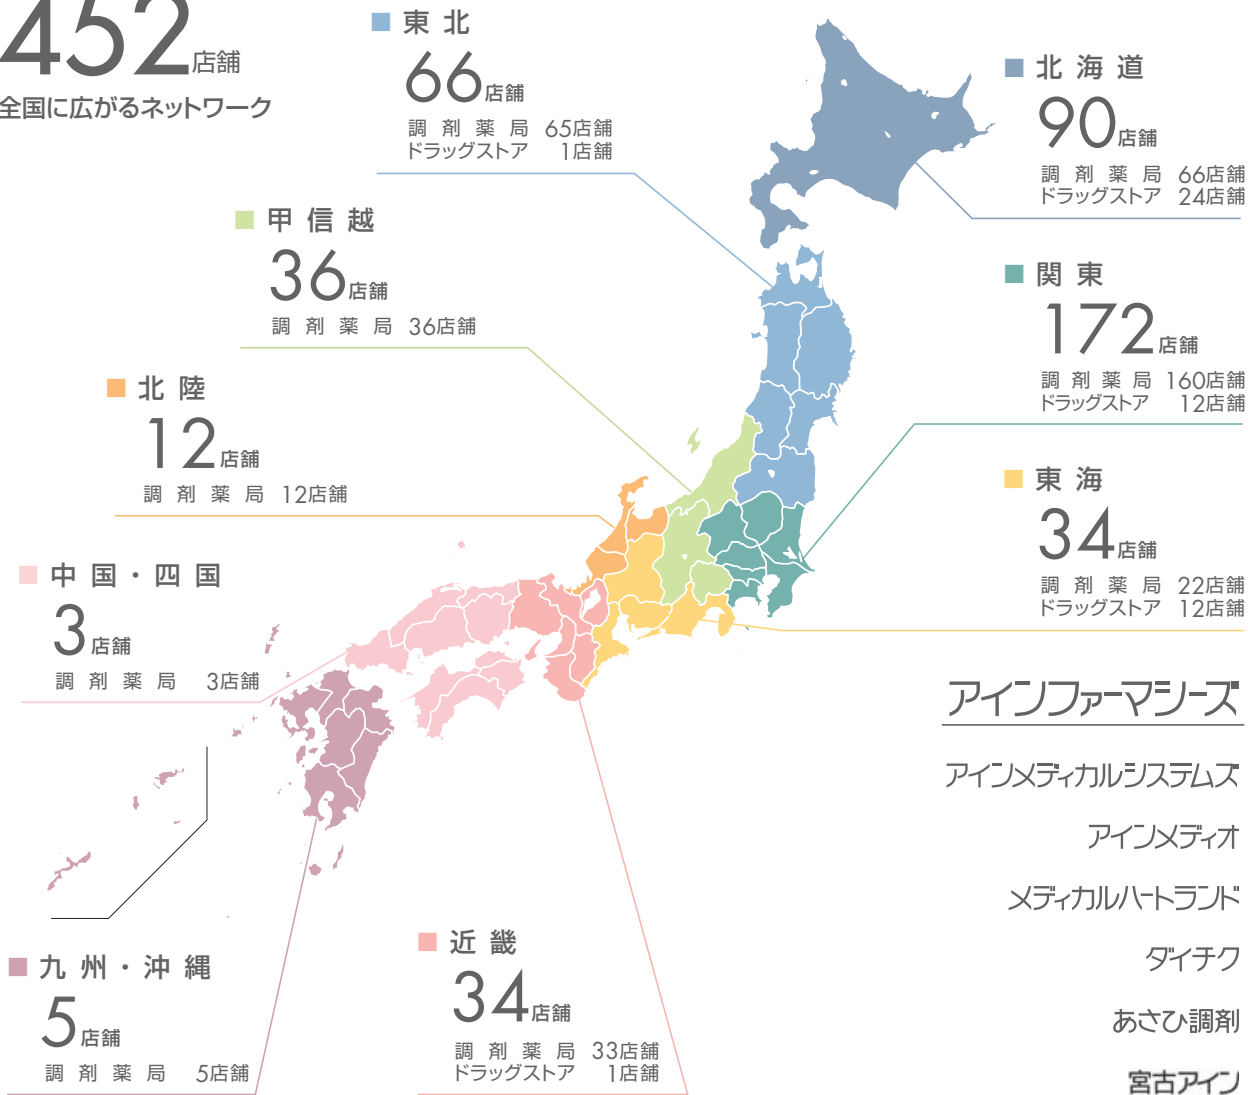 452店舗
全国に広がるネットワーク
■ 東北
66店舗
調剤薬局 65店舗
ドラッグストア 1店舗
■ 北海道
90店舗
調剤薬局 66店舗
ドラッグストア 24店舗
■ 甲信越
36店舗
調剤薬局 36店舗
■ 関東
172店舗
調剤薬局 160店舗
ドラッグストア 12店舗
■ 北陸
12店舗
調剤薬局 12店舗
■ 東海
34店舗
調剤薬局 22店舗
ドラッグストア 12店舗
■ 中国・四国
3店舗
調剤薬局 3店舗
■ 九州・沖縄
5店舗
調剤薬局 5店舗
■ 近畿
34店舗
調剤薬局 33店舗
ドラッグストア 1店舗
アインファーマシーズ
アインメディカルシステムズ
アインメディオ
メディカルハートランド
ダイチク
あさひ調剤
宮古アイン